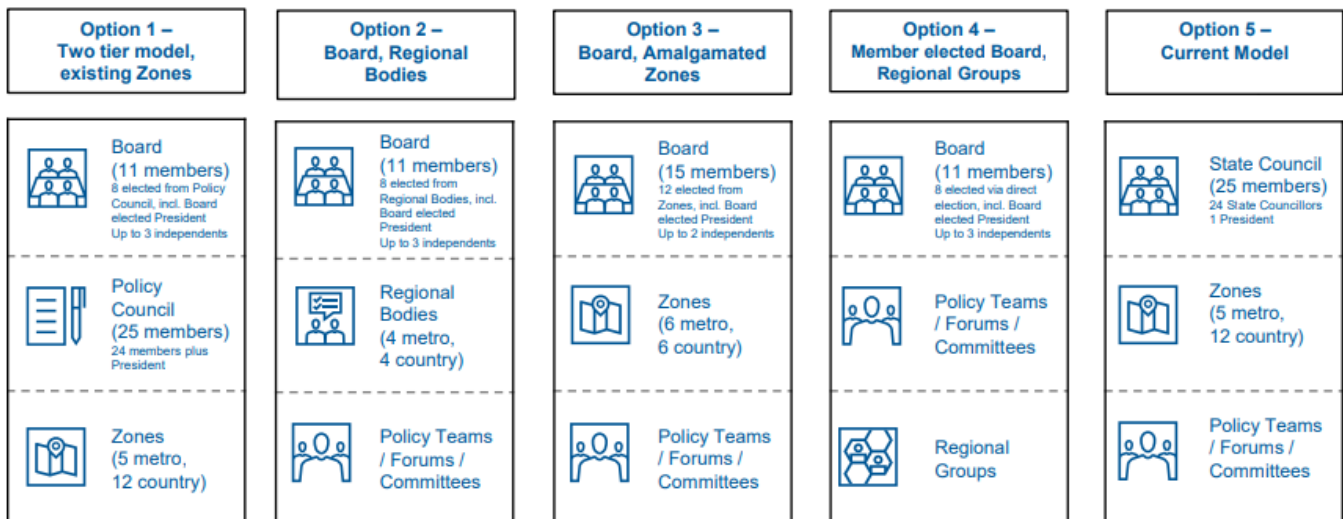 Option 1 –
Two tier model,
existing Zones
Option 2 –
Board, Regional
Bodies
Option 3 –
Board, Amalgamated
Zones
Option 4 –
Member elected Board,
Regional Groups
Option 5 –
Current Model
Board
(11 members)
8 elected from Policy
Council, incl. Board
elected President
Up to 3 independents
Policy
Council
(25 members)
24 members plus
President
Zones
(5 metro,
12 country)
Board
(11 members)
8 elected from
Regional Bodies, incl.
Board elected
President
Up to 3 independents
Regional
Bodies
(4 metro,
4 country)
Policy Teams
/ Forums /
Committees
Board
(15 members)
12 elected from
Zones, incl. Board
elected President
Up to 2 independents
Zones
(6 metro,
6 country)
Policy Teams
/ Forums /
Committees
Board
(11 members)
8 elected via direct
election, incl. Board
elected President
Up to 3 independents
Policy Teams
/ Forums /
Committees
Regional
Groups
State Council
(25 members)
24 State Councillors
1 President
Zones
(5 metro,
12 country)
Policy Teams
/ Forums /
Committees